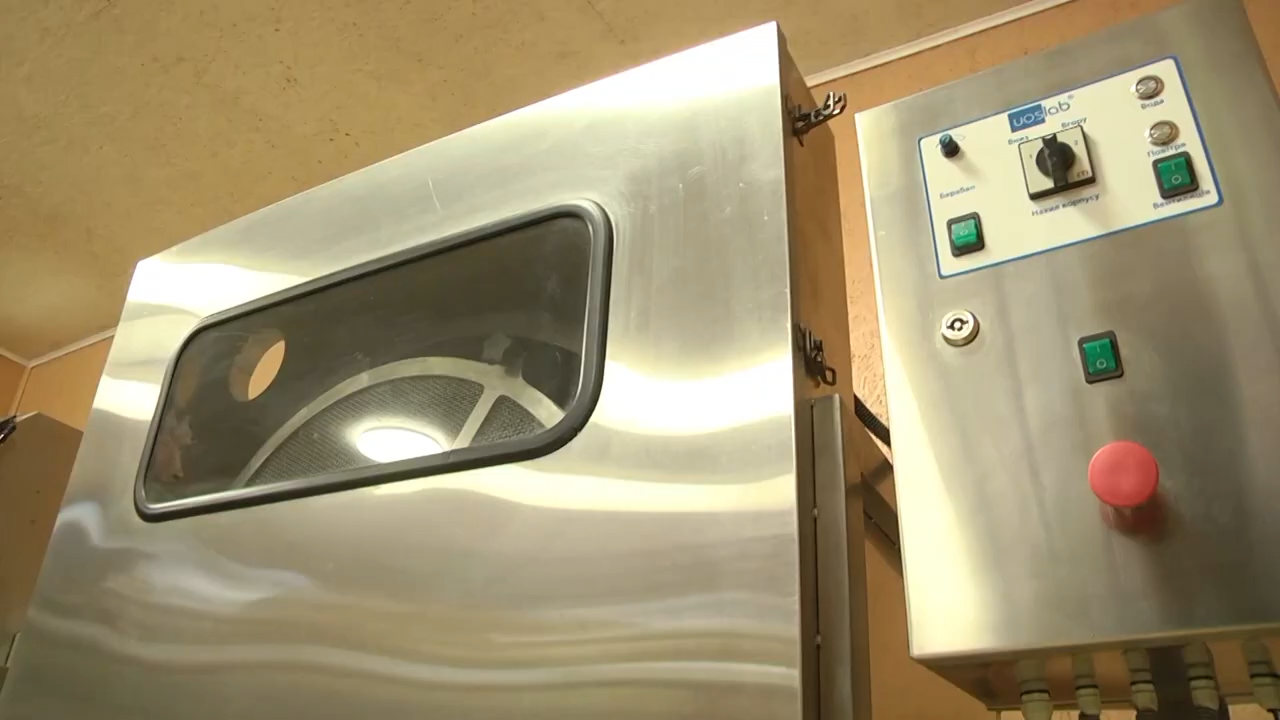 uoslab®
Вниз
Вгору
Вода
Повітря
Барабан
Нахил корпусу
Вентиляція